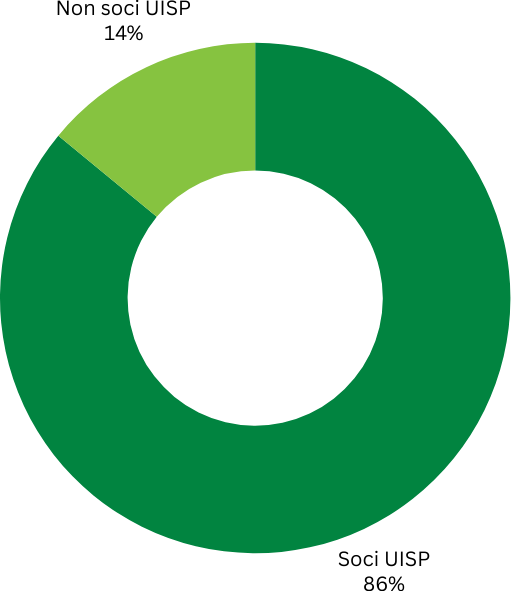 Non soci UISP
14%
Soci UISP
86%